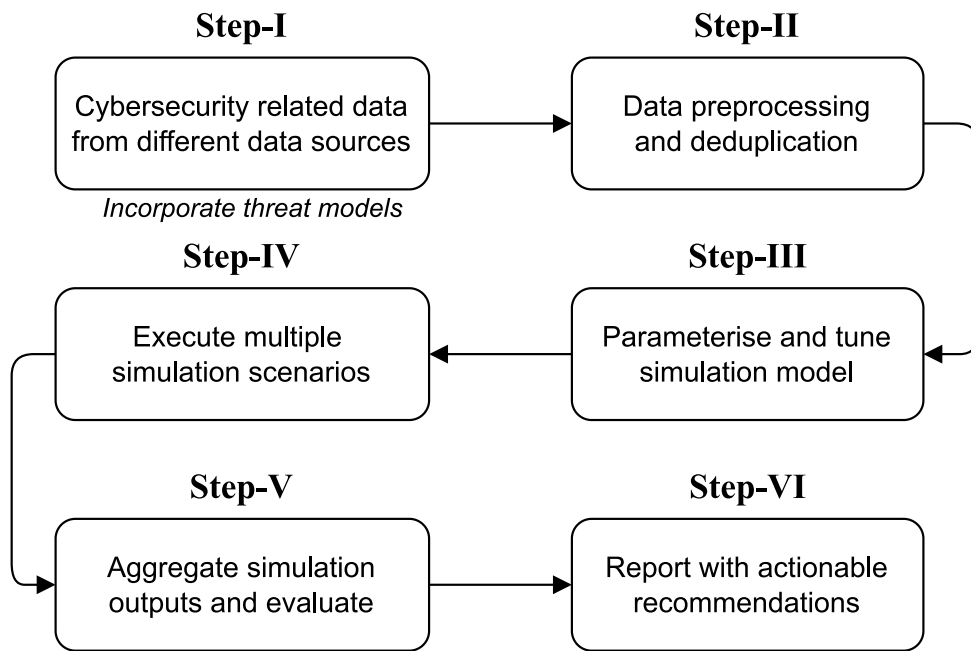 Step-I
Cybersecurity related data
from different data sources
Incorporate threat models
Step-II
Data preprocessing
and deduplication
Step-III
Parameterise and tune
simulation model
Step-IV
Execute multiple
simulation scenarios
Step-V
Aggregate simulation
outputs and evaluate
Step-VI
Report with actionable
recommendations